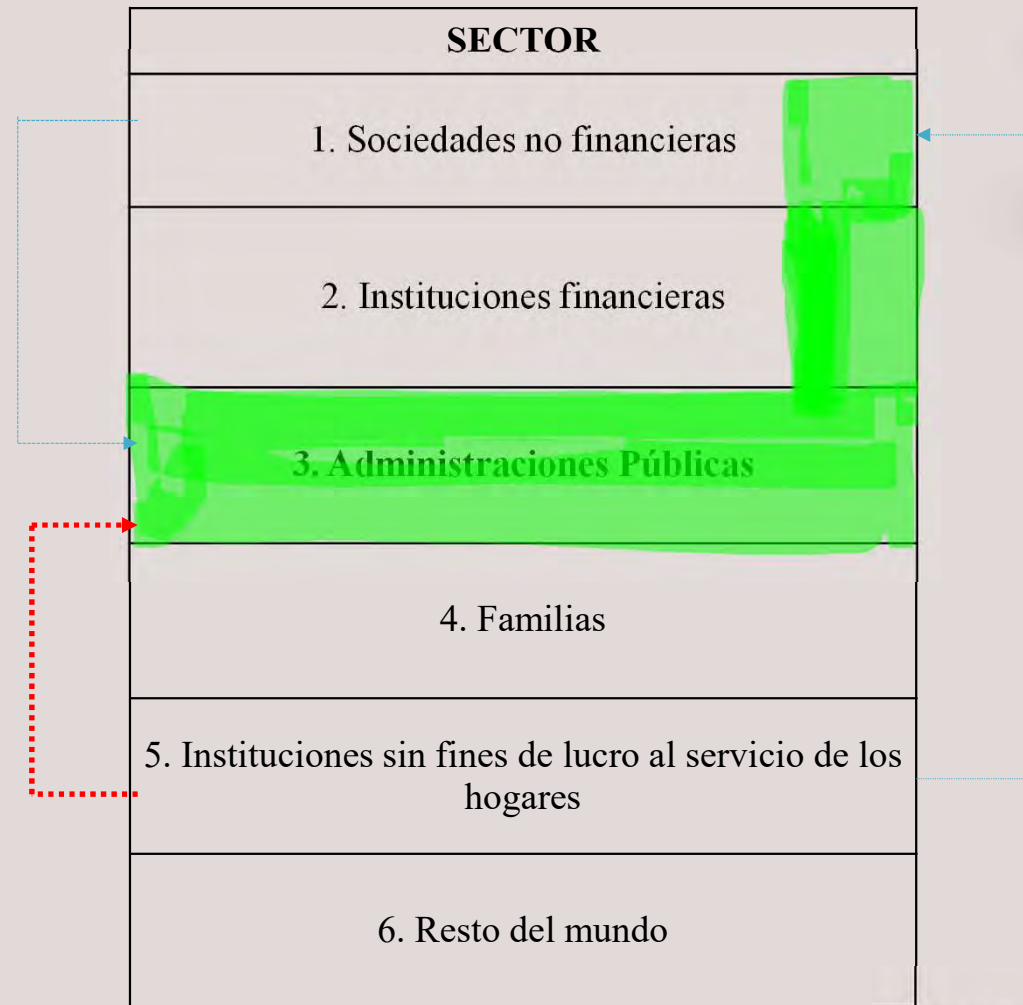 SECTOR
1. Sociedades no financieras
2. Instituciones financieras
3. Administraciones Públicas
4. Familias
5. Instituciones sin fines de lucro al servicio de los
hogares
6. Resto del mundo